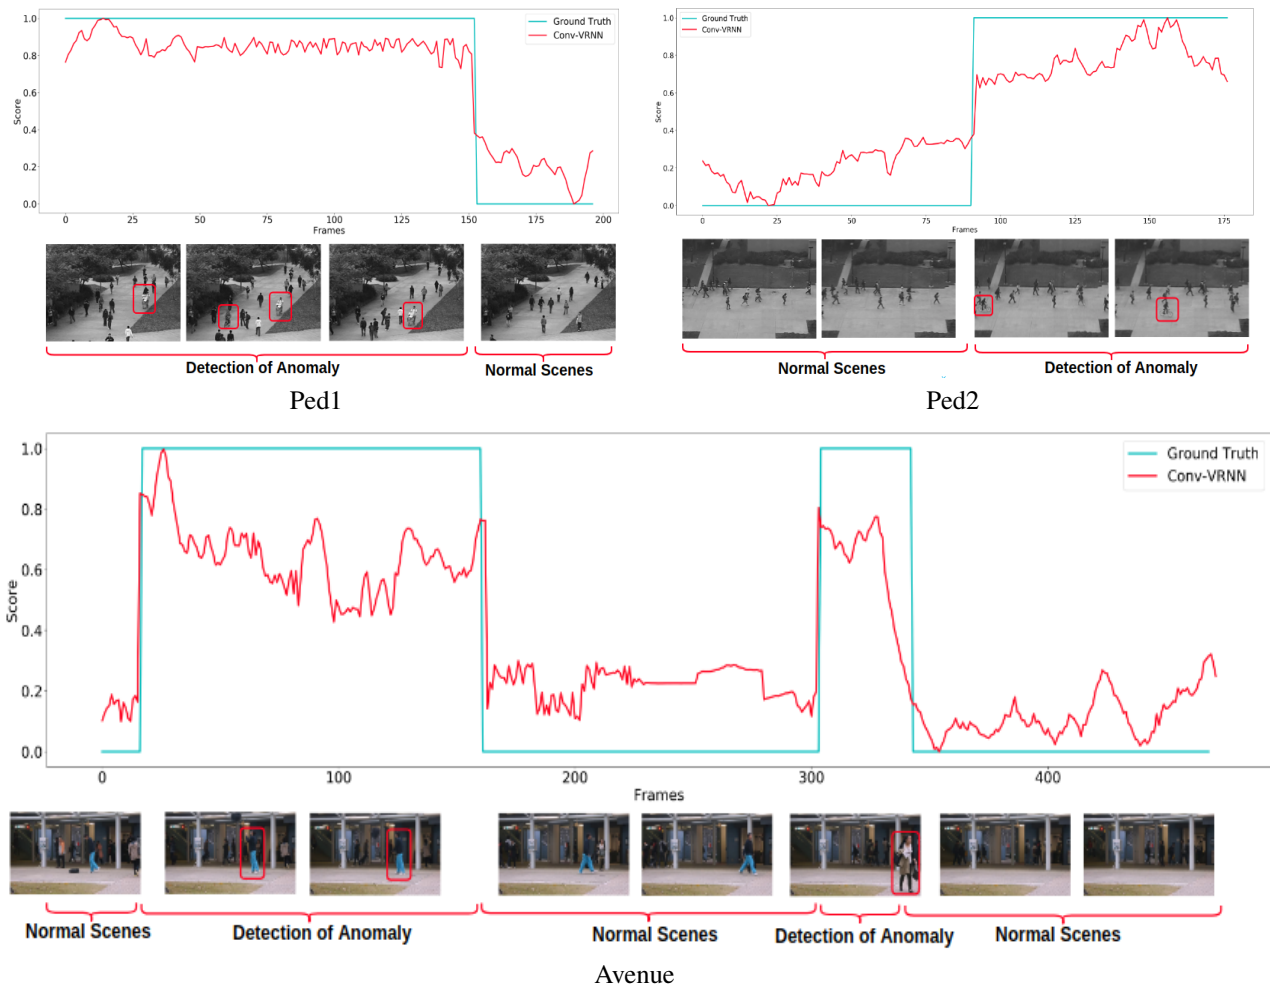 1.0
0.8
0.6
0.4
0.2
0.0
Score
Ground Truth
Conv-VRNN
0 25 50 75 100 125 150 175 200
Frames
Detection of Anomaly
Normal Scenes
Ped1
1.0
0.8
0.6
0.4
0.2
0.0
Score
Ground Truth
Conv-VRNN
0 25 50 75 100 125 150 175
Frames
Normal Scenes
Detection of Anomaly
Ped2
1.0
0.8
0.6
0.4
0.2
0.0
Score
Ground Truth
Conv-VRNN
0 100 200 300 400
Frames
Normal Scenes
Detection of Anomaly
Normal Scenes
Detection of Anomaly
Normal Scenes
Avenue